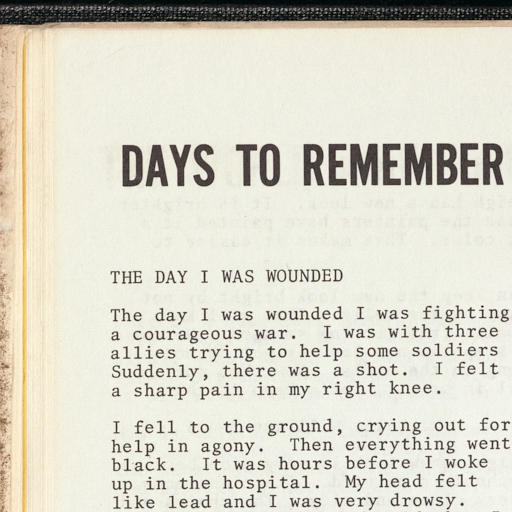 DAYS TO REMEMBER
THE DAY I WAS WOUNDED
The day I was wounded I was fighting
a courageous war.  I was with three
allies trying to help some soldiers
Suddenly, there was a shot.  I felt
a sharp pain in my right knee.
I fell to the ground, crying out for
help in agony.  Then everything went
black.  It was hours before I woke
up in the hospital.  My head felt
like lead and I was very drowsy.